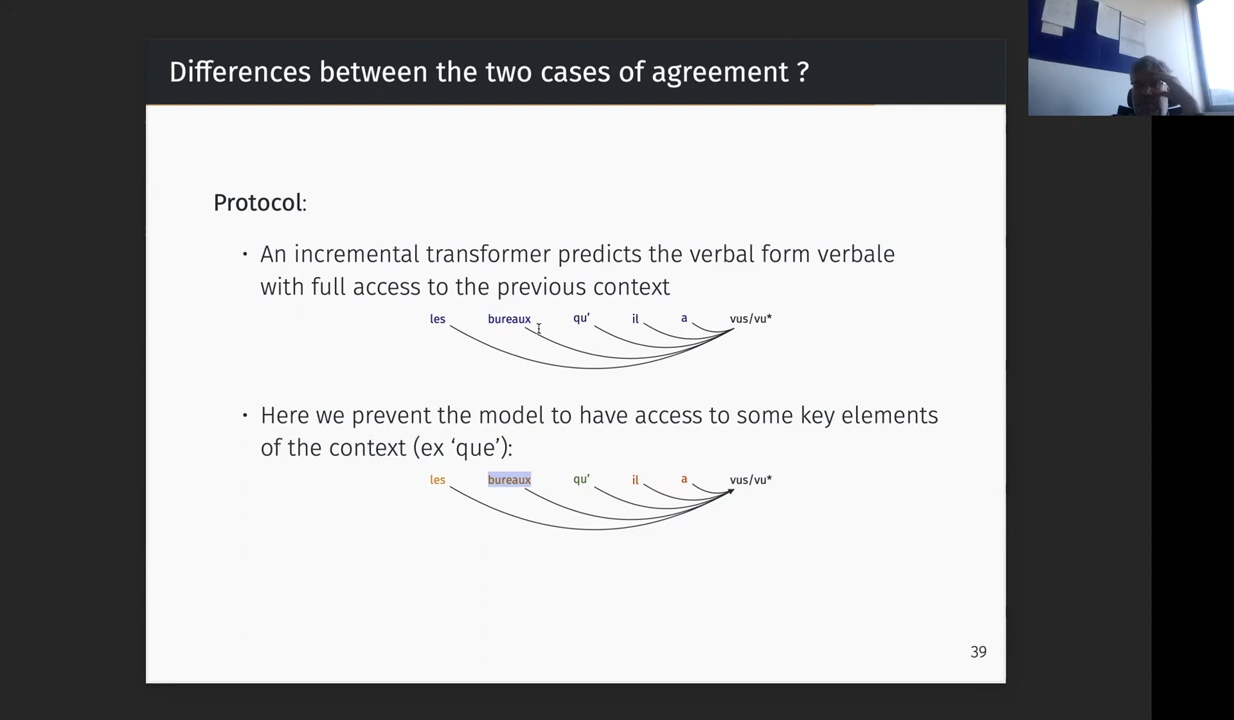 Differences between the two cases of agreement ?
Protocol:
• An incremental transformer predicts the verbal form verbale
with full access to the previous context
les bureaux qu' il a vus/vu*
• Here we prevent the model to have access to some key elements
of the context (ex ‘que’):
les bureaux qu' il a vus/vu*
39